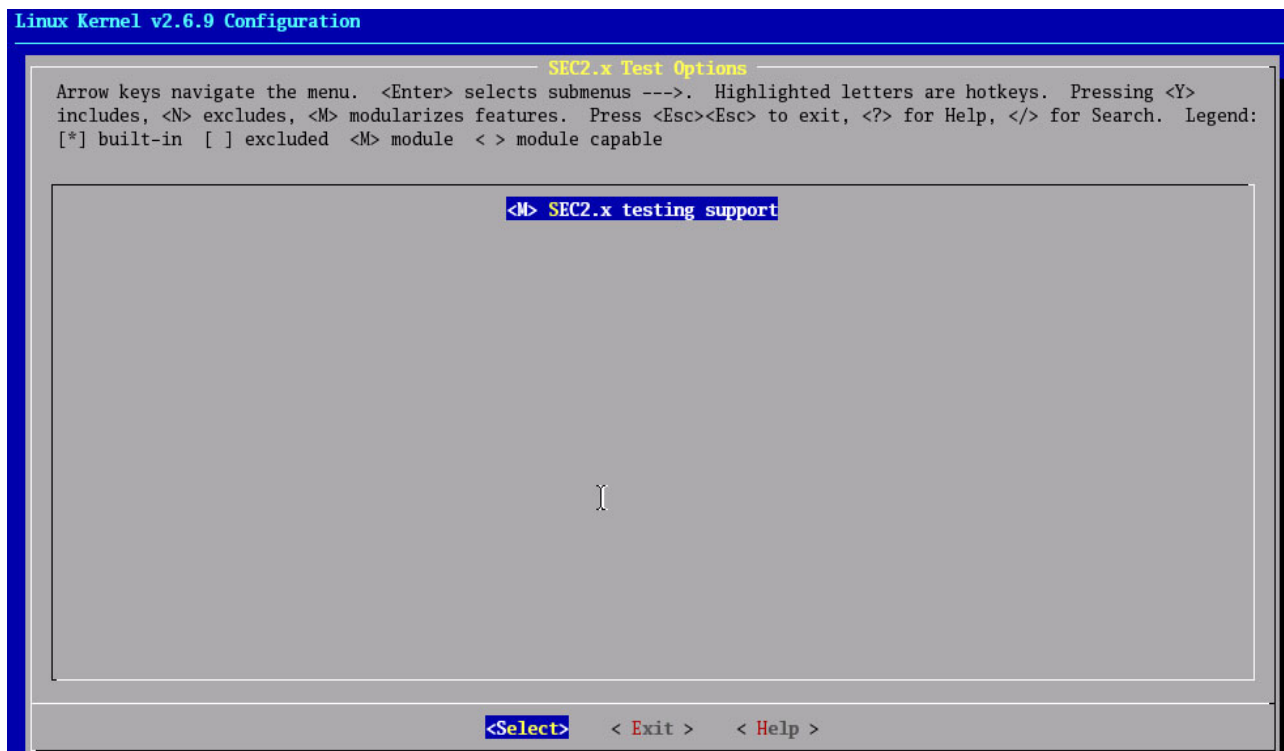 Linux Kernel v2.6.9 Configuration
SEC2.x Test Options
Arrow keys navigate the menu.  <Enter> selects submenus --->.  Highlighted letters are hotkeys.  Pressing <Y>
includes, <N> excludes, <M> modularizes features.  Press <Esc><Esc> to exit, <?> for Help, </> for Search.  Legend:
[*] built-in  [ ] excluded  <M> module  < > module capable
<M> SEC2.x testing support
<Select>    < Exit >    < Help >